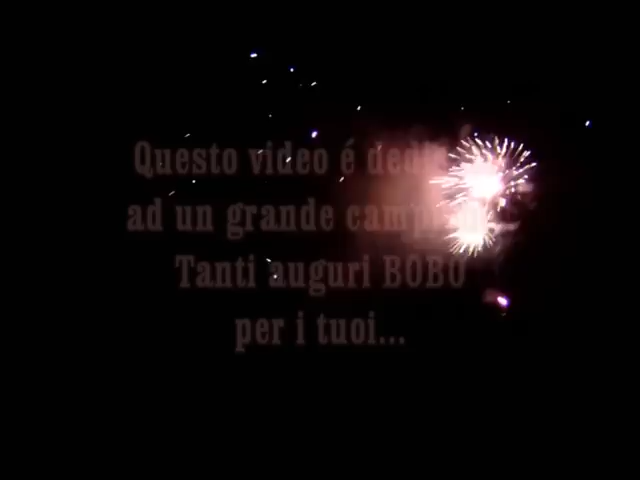 Questo video é
ad un grande
Tanti auguri BOBO
per i tuoi...